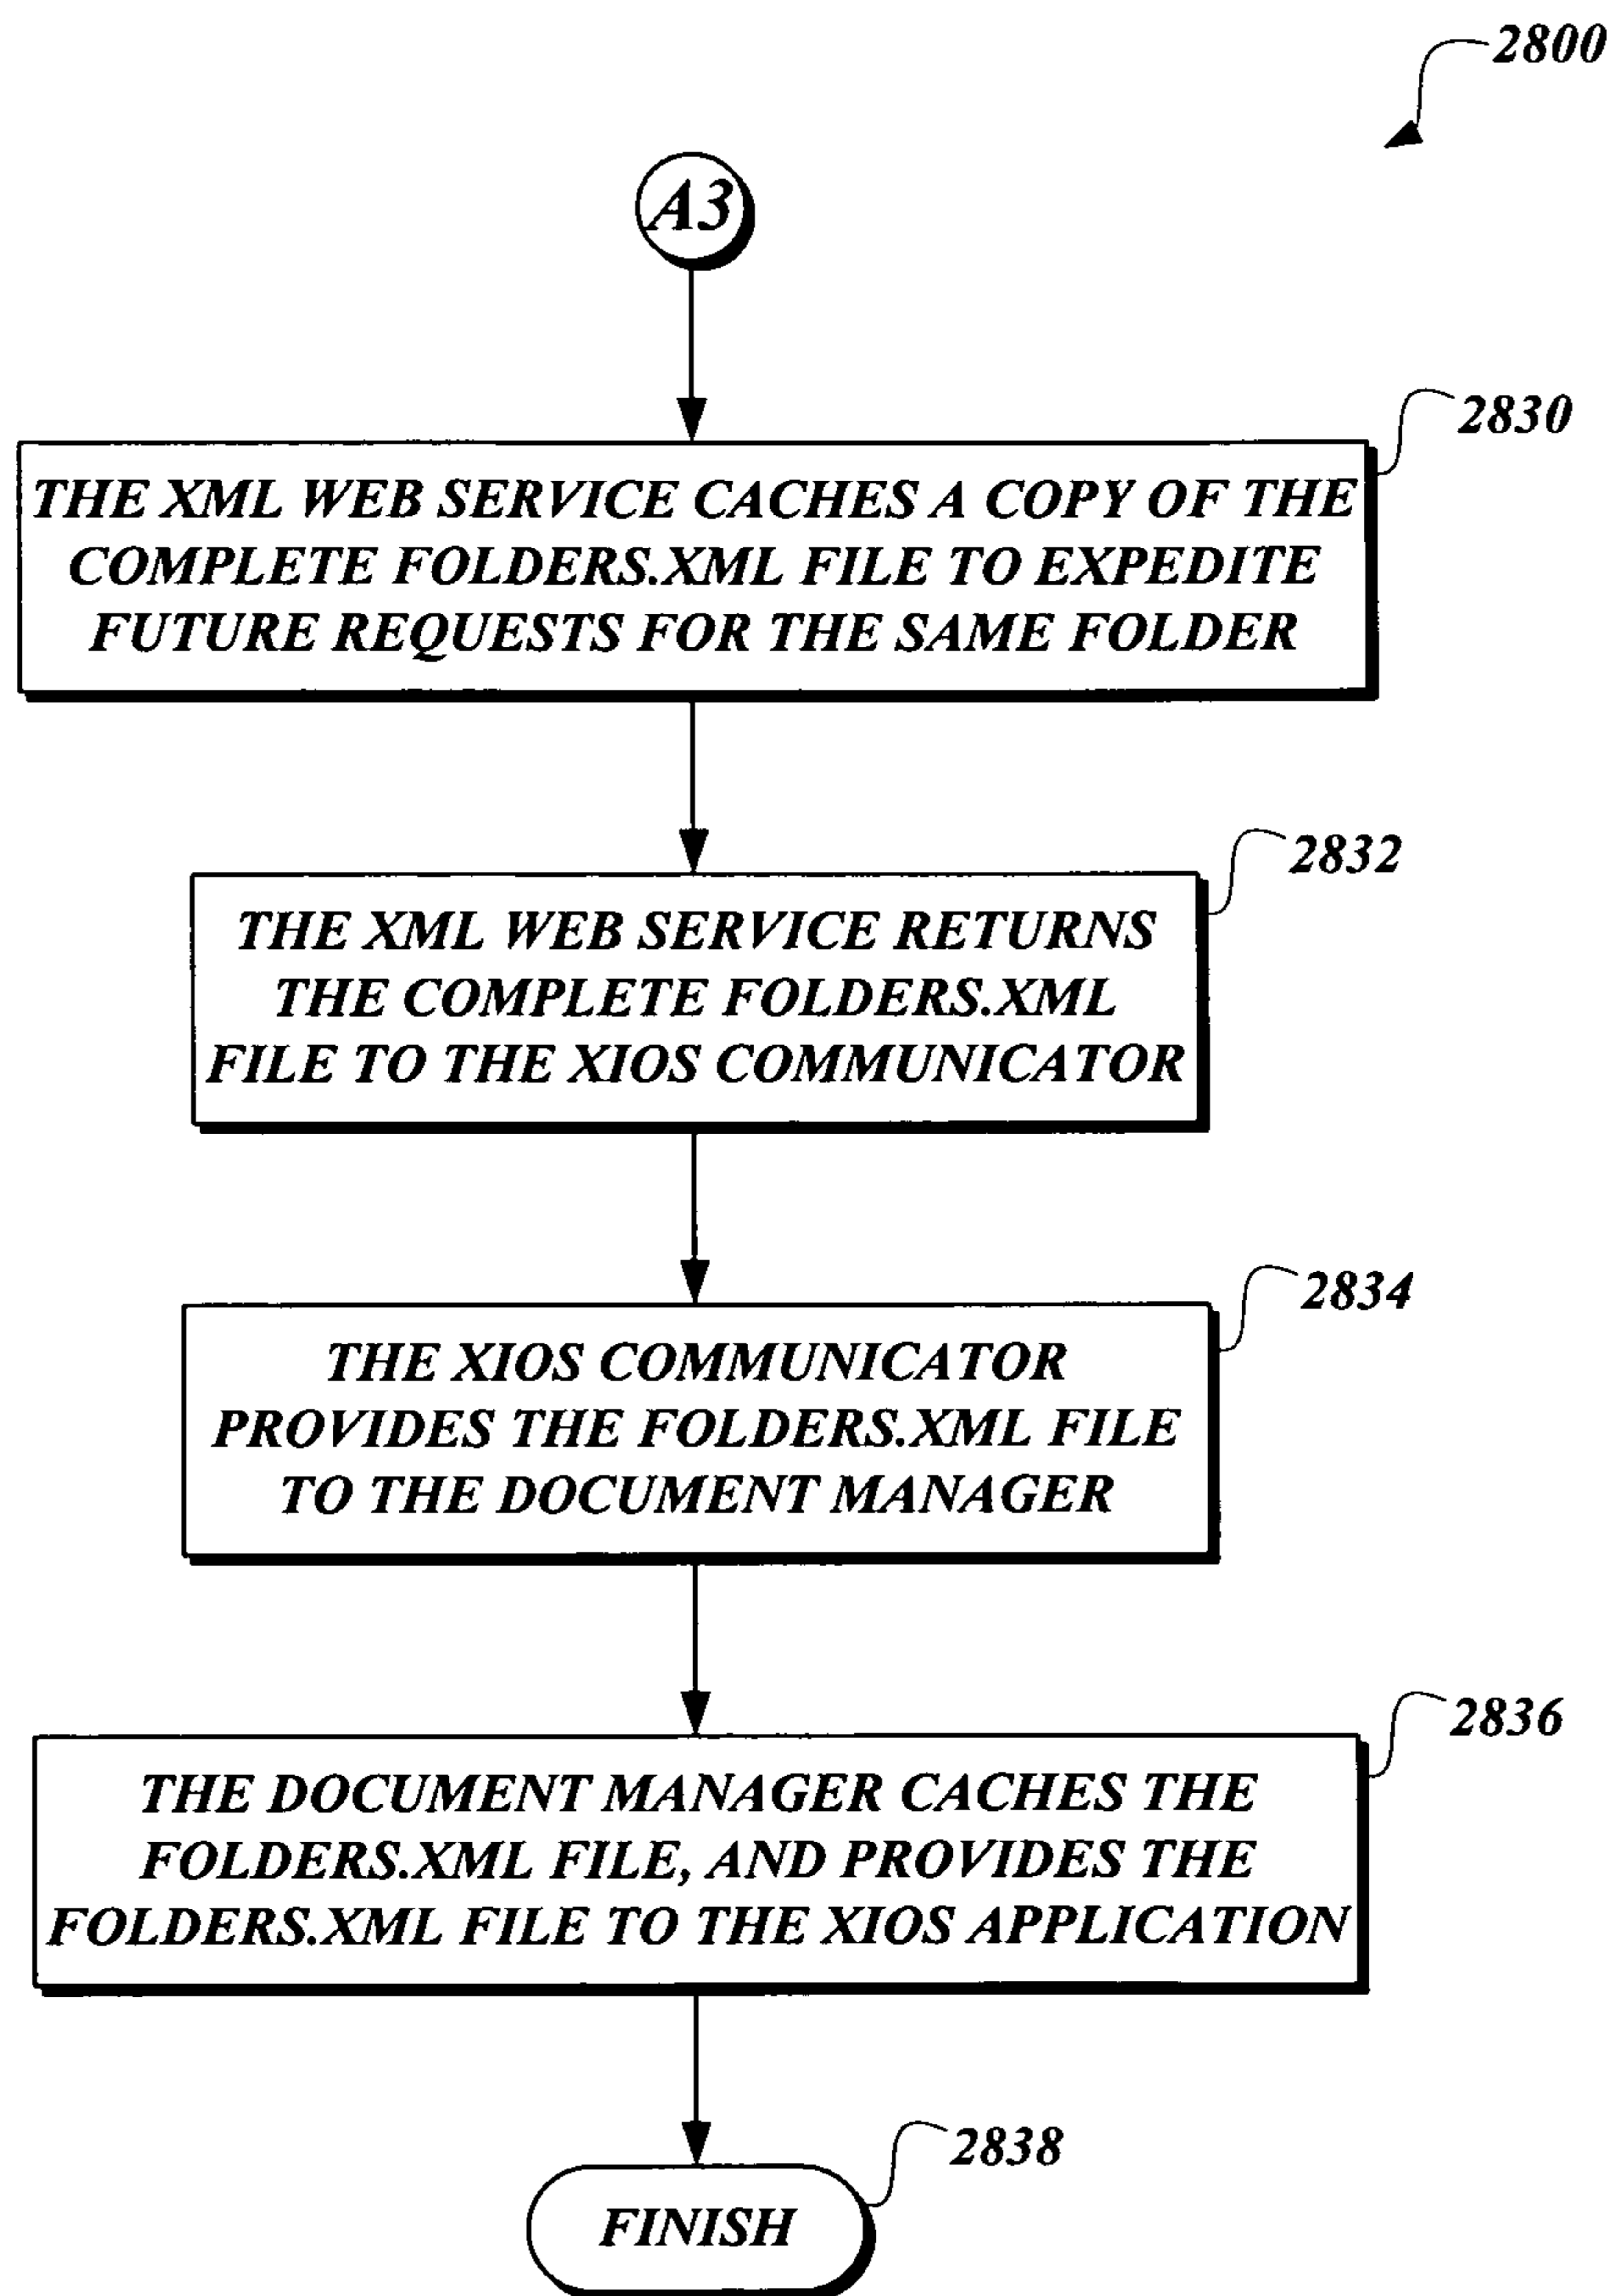 2800
A3
2830
THE XML WEB SERVICE CACHES A COPY OF THE
COMPLETE FOLDERS.XML FILE TO EXPEDITE
FUTURE REQUESTS FOR THE SAME FOLDER
2832
THE XML WEB SERVICE RETURNS
THE COMPLETE FOLDERS.XML
FILE TO THE XIOS COMMUNICATOR
2834
THE XIOS COMMUNICATOR
PROVIDES THE FOLDERS.XML FILE
TO THE DOCUMENT MANAGER
2836
THE DOCUMENT MANAGER CACHES THE
FOLDERS.XML FILE, AND PROVIDES THE
FOLDERS.XML FILE TO THE XIOS APPLICATION
2838
FINISH